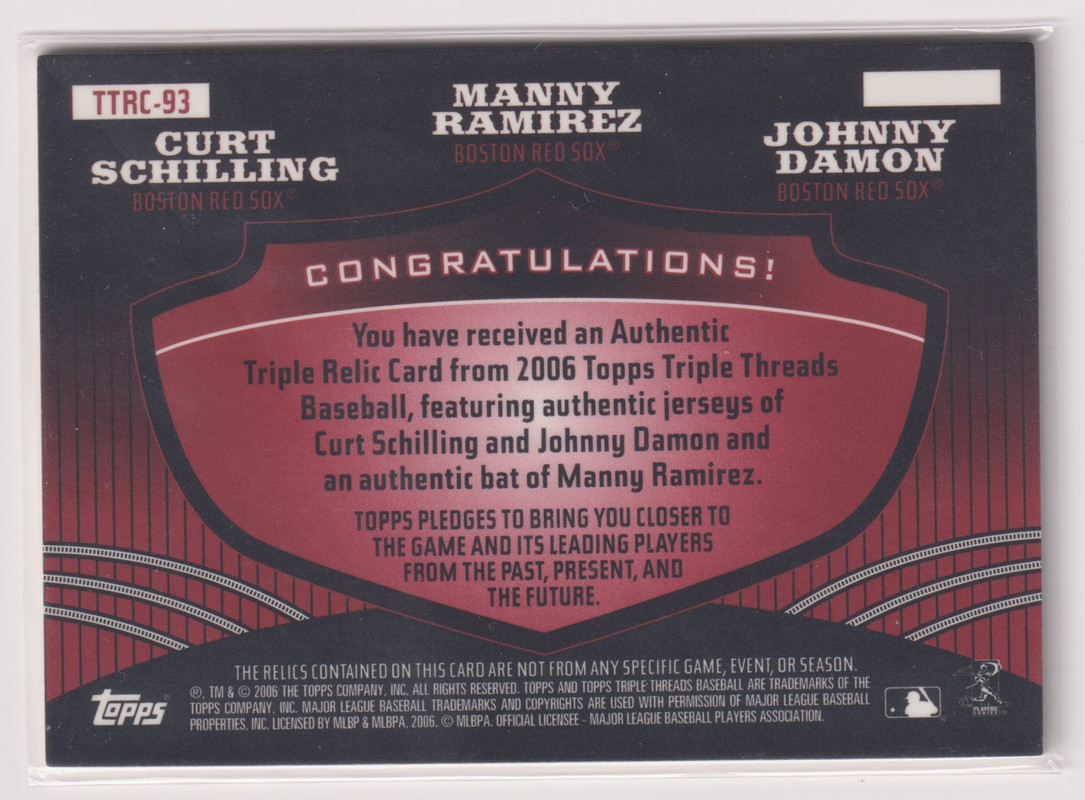 TTRC-93
CURT
SCHILLING
BOSTON RED SOX®
MANNY
RAMIREZ
BOSTON RED SOX®
JOHNNY
DAMON
BOSTON RED SOX®
CONGRATULATIONS!
You have received an Authentic
Triple Relic Card from 2006 Topps Triple Threads
Baseball, featuring authentic jerseys of
Curt Schilling and Johnny Damon and
an authentic bat of Manny Ramirez.
TOPPS PLEDGES TO BRING YOU CLOSER TO
THE GAME AND ITS LEADING PLAYERS
FROM THE PAST, PRESENT, AND
THE FUTURE.
THE RELICS CONTAINED ON THIS CARD ARE NOT FROM ANY SPECIFIC GAME, EVENT, OR SEASON.
℗, TM & © 2006 THE TOPPS COMPANY, INC. ALL RIGHTS RESERVED. TOPPS AND TOPPS TRIPLE THREADS BASEBALL ARE TRADEMARKS OF THE
TOPPS COMPANY, INC. MAJOR LEAGUE BASEBALL TRADEMARKS AND COPYRIGHTS ARE USED WITH PERMISSION OF MAJOR LEAGUE BASEBALL
PROPERTIES, INC. LICENSED BY MLBP & MLBPA, 2006. © MLBPA. OFFICIAL LICENSEE - MAJOR LEAGUE BASEBALL PLAYERS ASSOCIATION.
Topps
PLAYERS
CHOICE